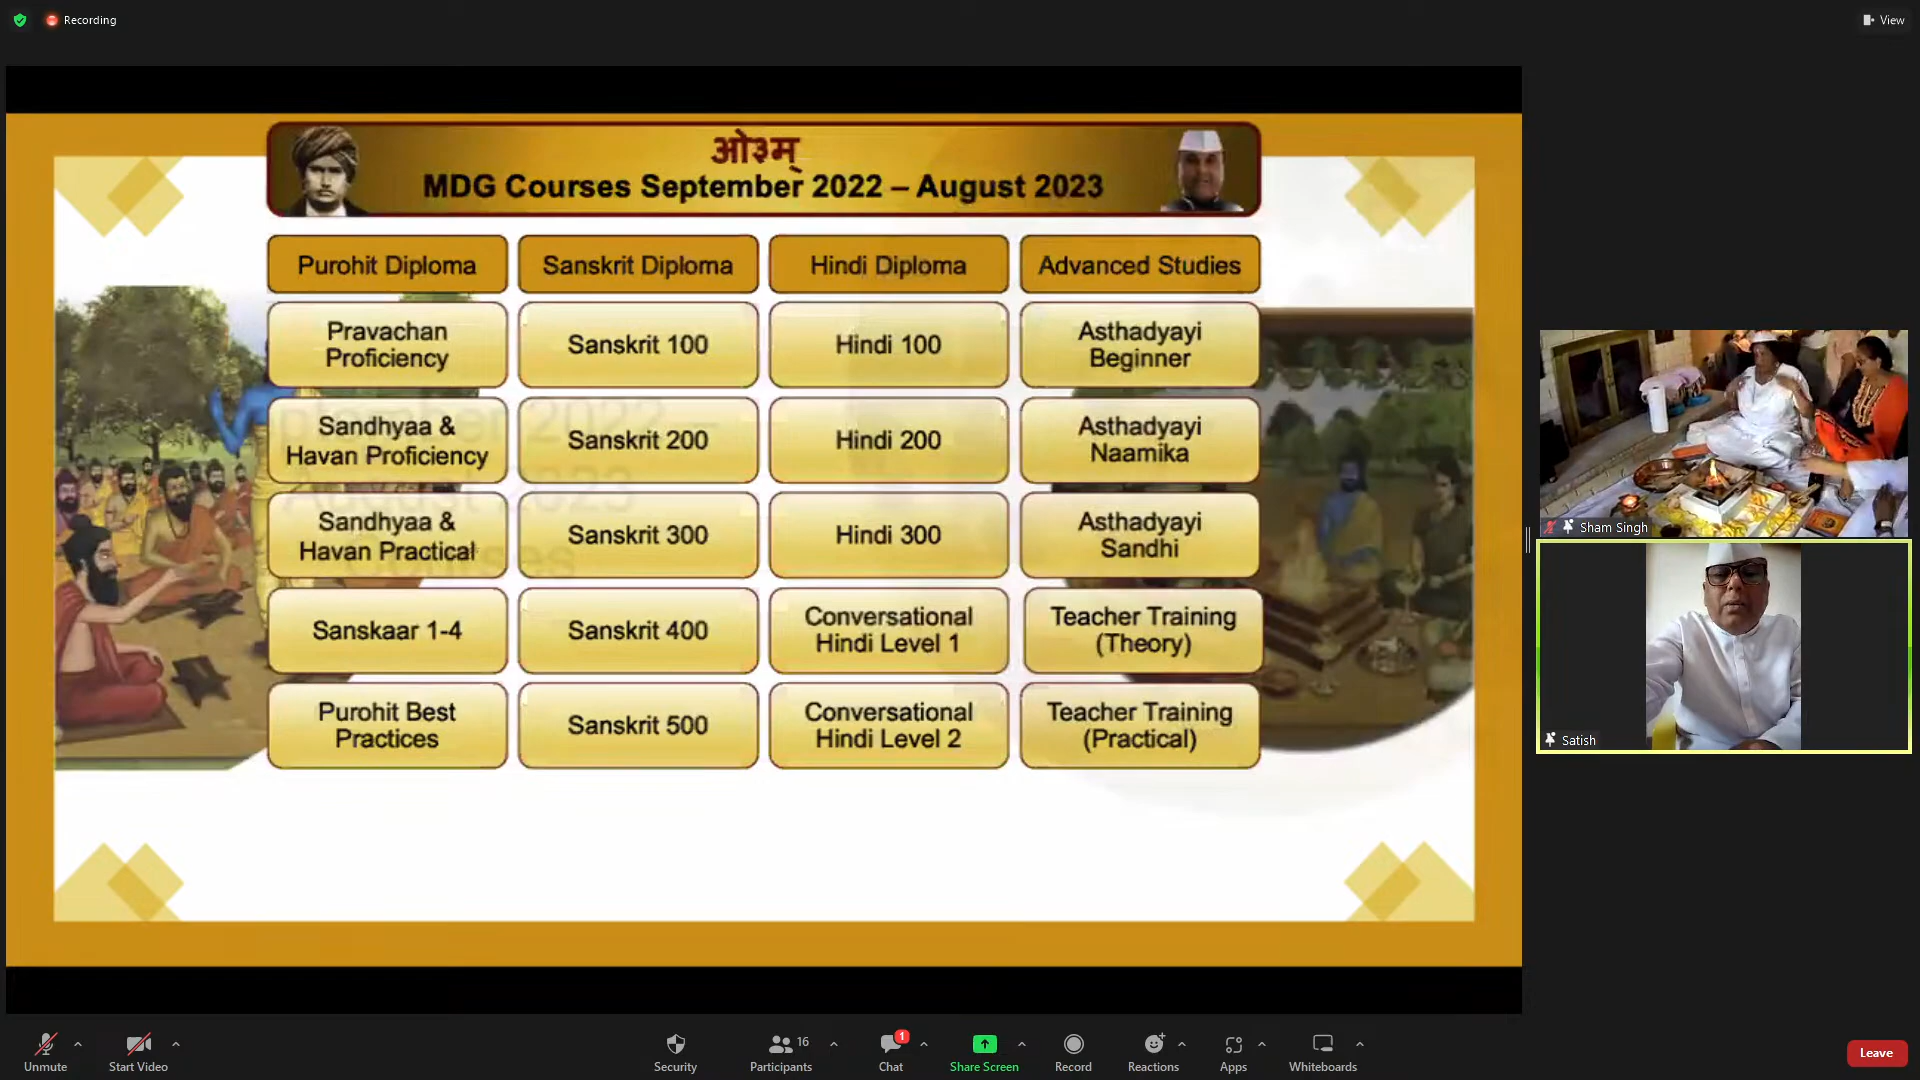 Recording
View
ओ३म्
MDG Courses September 2022 – August 2023
Purohit Diploma
Sanskrit Diploma
Hindi Diploma
Advanced Studies
Pravachan
Proficiency
Sanskrit 100
Hindi 100
Asthadyayi
Beginner
Sandhyaa &
Havan Proficiency
Sanskrit 200
Hindi 200
Asthadyayi
Naamika
Sandhyaa &
Havan Practical
Sanskrit 300
Hindi 300
Asthadyayi
Sandhi
Sanskaar 1-4
Sanskrit 400
Conversational
Hindi Level 1
Teacher Training
(Theory)
Purohit Best
Practices
Sanskrit 500
Conversational
Hindi Level 2
Teacher Training
(Practical)
Sham Singh
Satish
Unmute
Start Video
Security
16
Participants
1
Chat
Share Screen
Record
Reactions
Apps
Whiteboards
Leave